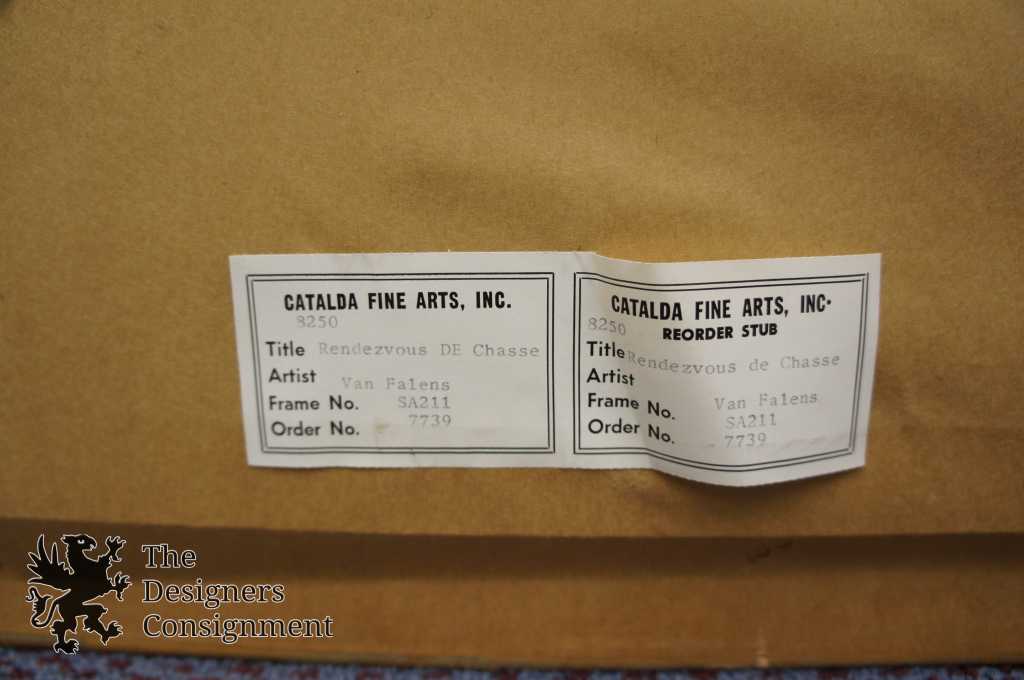 CATALDA FINE ARTS, INC.
8250
Title Rendezvous DE Chasse
Artist Van Falens
Frame No. SA211
Order No. 7739
CATALDA FINE ARTS, INC.
REORDER STUB
8250
Title Rendezvous de Chasse
Artist Van Falens
Frame No. SA211
Order No. 7739
The
Designers
Consignment